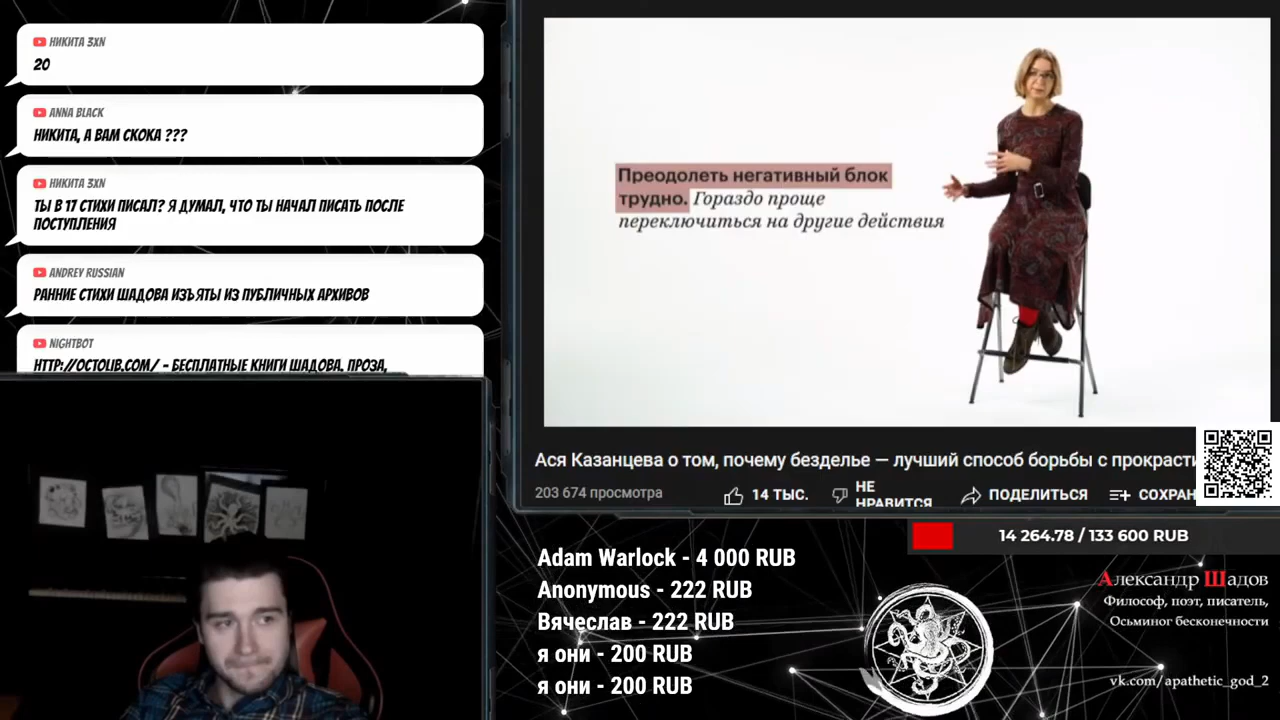 НИКИТА 3XN
20
ANNA BLACK
НИКИТА, А ВАМ СКОКА ???
НИКИТА 3XN
ТЫ В 17 СТИХИ ПИСАЛ? Я ДУМАЛ, ЧТО ТЫ НАЧАЛ ПИСАТЬ ПОСЛЕ
ПОСТУПЛЕНИЯ
ANDREY RUSSIAN
РАННИЕ СТИХИ ШАДОВА ИЗЪЯТЫ ИЗ ПУБЛИЧНЫХ АРХИВОВ
NIGHTBOT
HTTP://OCTOLIB.COM/ - БЕСПЛАТНЫЕ КНИГИ ШАДОВА. ПРОЗА,
Преодолеть негативный блок
трудно. Гораздо проще
переключиться на другие действия
Ася Казанцева о том, почему безделье — лучший способ борьбы с прокрасти
203 674 просмотра
14 ТЫС.
НЕ
НРАВИТСЯ
ПОДЕЛИТЬСЯ
СОХРАН
14 264.78 / 133 600 RUB
Adam Warlock - 4 000 RUB
Anonymous - 222 RUB
Вячеслав - 222 RUB
я они - 200 RUB
я они - 200 RUB
Александр Шадов
Философ, поэт, писатель,
Осьминог бесконечности
vk.com/apathetic_god_2